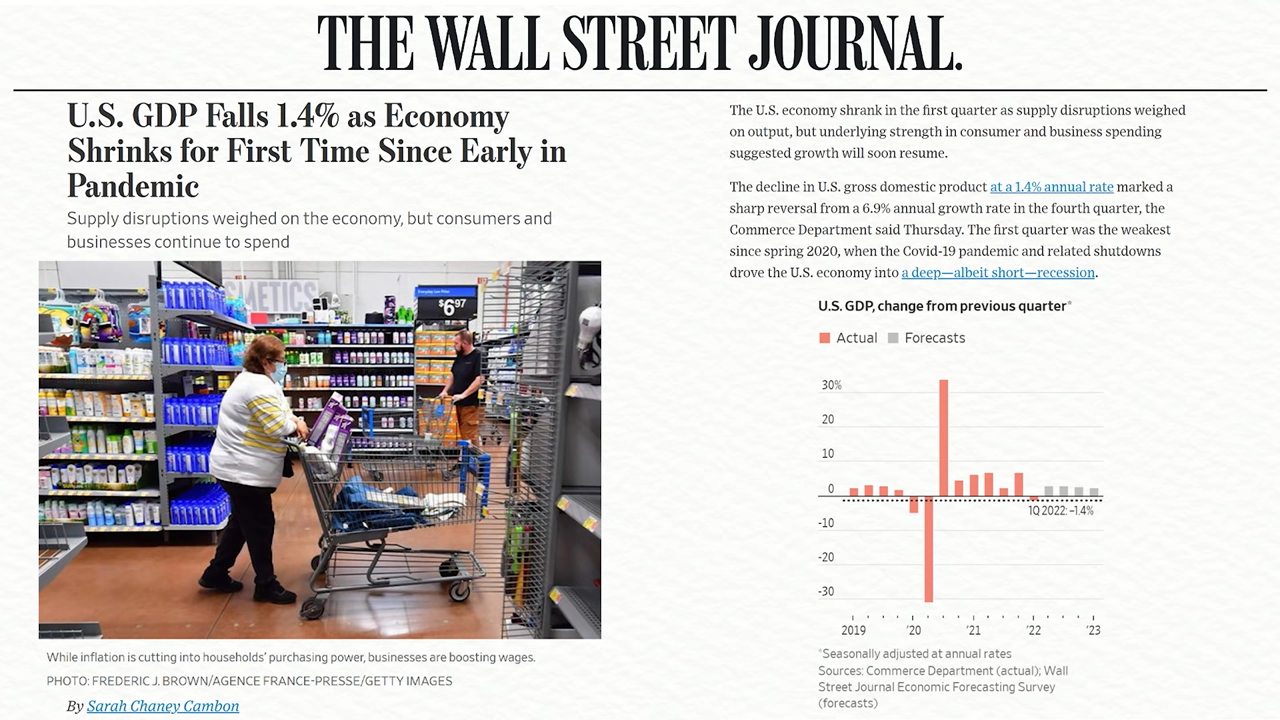 THE WALL STREET JOURNAL.
U.S. GDP Falls 1.4% as Economy
Shrinks for First Time Since Early in
Pandemic
Supply disruptions weighed on the economy, but consumers and
businesses continue to spend
SMETICS
Every Day Low Price
$6.97
While inflation is cutting into households' purchasing power, businesses are boosting wages.
PHOTO: FREDERIC J. BROWN/AGENCE FRANCE-PRESSE/GETTY IMAGES
By Sarah Chaney Cambon
The U.S. economy shrank in the first quarter as supply disruptions weighed
on output, but underlying strength in consumer and business spending
suggested growth will soon resume.
The decline in U.S. gross domestic product at a 1.4% annual rate marked a
sharp reversal from a 6.9% annual growth rate in the fourth quarter, the
Commerce Department said Thursday. The first quarter was the weakest
since spring 2020, when the Covid-19 pandemic and related shutdowns
drove the U.S. economy into a deep—albeit short—recession.
U.S. GDP, change from previous quarter*
Actual Forecasts
30%
20
10
0
1Q 2022: -1.4%
-10
-20
-30
2019 '20 '21 '22 '23
*Seasonally adjusted at annual rates
Sources: Commerce Department (actual); Wall
Street Journal Economic Forecasting Survey
(forecasts)